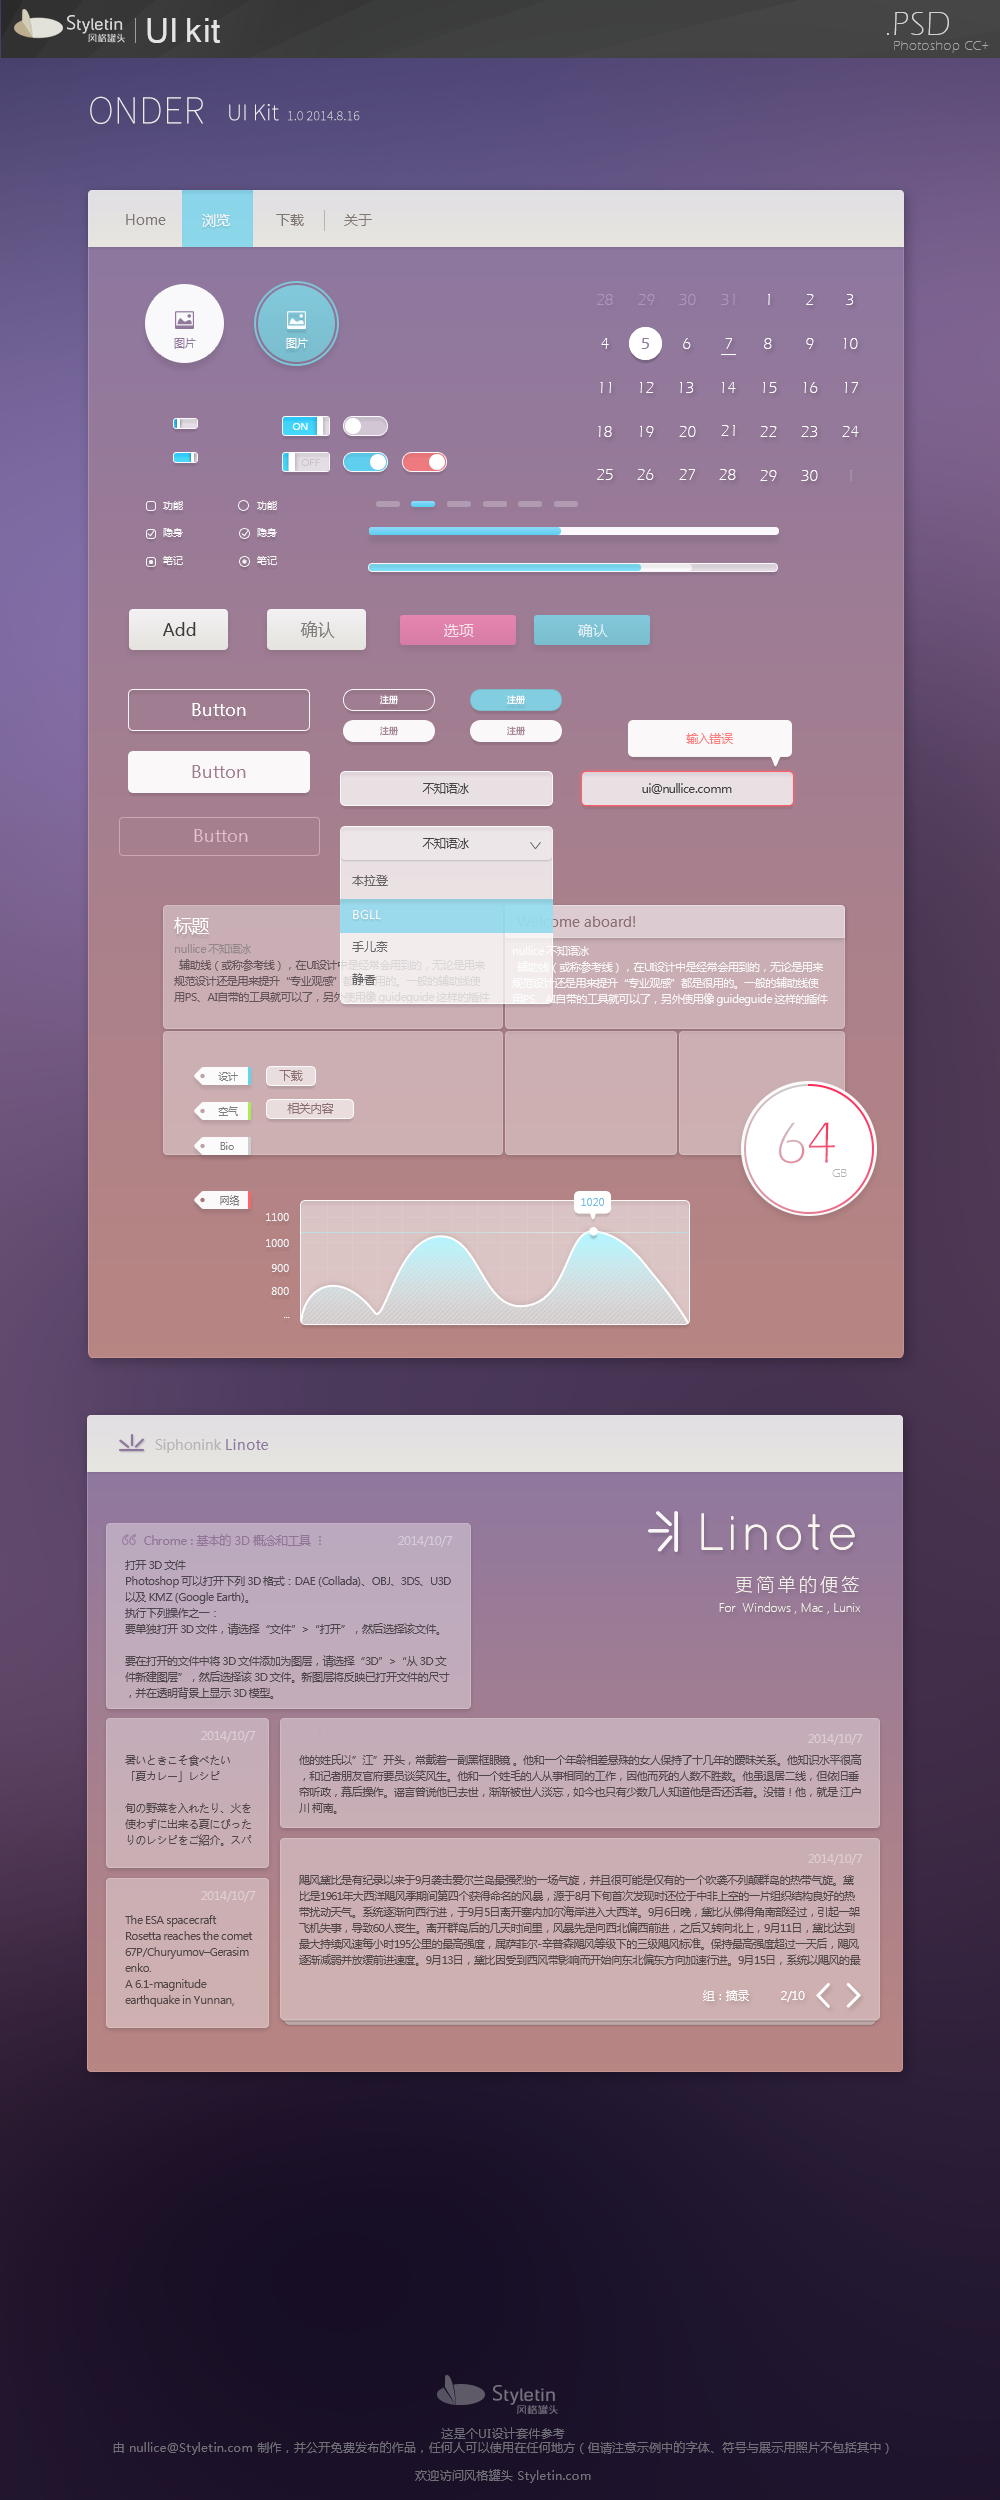 Styletin
风格罐头
UI kit
.PSD
Photoshop CC+
ONDER UI Kit 1.0 2014.8.16
Home 浏览 下载 关于
图片 图片
28 29 30 31 1 2 3
4 5 6 7 8 9 10
11 12 13 14 15 16 17
18 19 20 21 22 23 24
25 26 27 28 29 30 1
ON
OFF
功能 功能
隐身 隐身
笔记 笔记
Add 确认 选项 确认
Button
注册 注册
注册 注册
输入错误
Button
不知语冰
ui@nullice.comm
Button
不知语冰
本拉登
BGLL
手儿奈
静香
标题
nullice 不知语冰
辅助线（或称参考线），在UI设计中是经常会用到的，无论是用来
规范设计还是用来提升“专业观感”都是很用的。一般的辅助线使
用PS、AI自带的工具就可以了，另外使用像 guideguide 这样的插件
Welcome aboard!
nullice 不知语冰
辅助线（或称参考线），在UI设计中是经常会用到的，无论是用来
规范设计还是用来提升“专业观感”都是很用的。一般的辅助线使
用PS、AI自带的工具就可以了，另外使用像 guideguide 这样的插件
设计 下载
空气 相关内容
Bio
网络
64
GB
1020
1100
1000
900
800
...
Siphonink Linote
Linote
更简单的便签
For Windows , Mac , Lunix
Chrome : 基本的 3D 概念和工具 2014/10/7
打开 3D 文件
Photoshop 可以打开下列 3D 格式：DAE (Collada)、OBJ、3DS、U3D
以及 KMZ (Google Earth)。
执行下列操作之一：
要单独打开 3D 文件，请选择“文件”>“打开”，然后选择该文件。
要在打开的文件中将 3D 文件添加为图层，请选择“3D”>“从 3D 文
件新建图层”，然后选择该 3D 文件。新图层将反映已打开文件的尺寸
，并在透明背景上显示 3D 模型。
2014/10/7
暑いときこそ食べたい
「夏カレー」レシピ
旬の野菜を入れたり、火を
使わずに出来る夏にぴった
りのレシピをご紹介。スパ
2014/10/7
他的姓氏以”江”开头，常戴着一副黑框眼镜 。他和一个年龄相差悬殊的女人保持了十几年的暧昧关系。他知识水平很高
，和记者朋友官府要员谈笑风生。他和一个姓毛的人从事相同的工作，因他而死的人数不胜数。他虽退居二线，但依旧垂
帘听政，幕后操作。谣言曾说他已去世，渐渐被世人淡忘，如今也只有少数几人知道他是否还活着。没错！他，就是 江户
川 柯南。
2014/10/7
The ESA spacecraft
Rosetta reaches the comet
67P/Churyumov–Gerasim
enko.
A 6.1-magnitude
earthquake in Yunnan,
2014/10/7
飓风黛比是有纪录以来于9月袭击爱尔兰岛最强烈的一场气旋，并且很可能是仅有的一个吹袭不列颠群岛的热带气旋。黛
比是1961年大西洋飓风季期间第四个获得命名的风暴，源于8月下旬首次发现时还位于中非上空的一片组织结构良好的热
带扰动天气。系统逐渐向西行进，于9月5日离开塞内加尔海岸进入大西洋。9月6日晚，黛比从佛得角南部经过，引起一架
飞机失事，导致60人丧生。离开群岛后的几天时间里，风暴先是向西北偏西前进，之后又转向北上，9月11日，黛比达到
最大持续风速每小时195公里的最高强度，属萨菲尔-辛普森飓风等级下的三级飓风标准。保持最高强度超过一天后，飓风
逐渐减弱并放缓前进速度。9月13日，黛比因受到西风带影响而开始向东北偏东方向加速行进。9月15日，系统以飓风的最
组：摘录 2/10
Styletin
风格罐头
这是个UI设计套件参考
由 nullice@Styletin.com 制作，并公开免费发布的作品，任何人可以使用在任何地方（但请注意示例中的字体、符号与展示用照片不包括其中）
欢迎访问风格罐头 Styletin.com